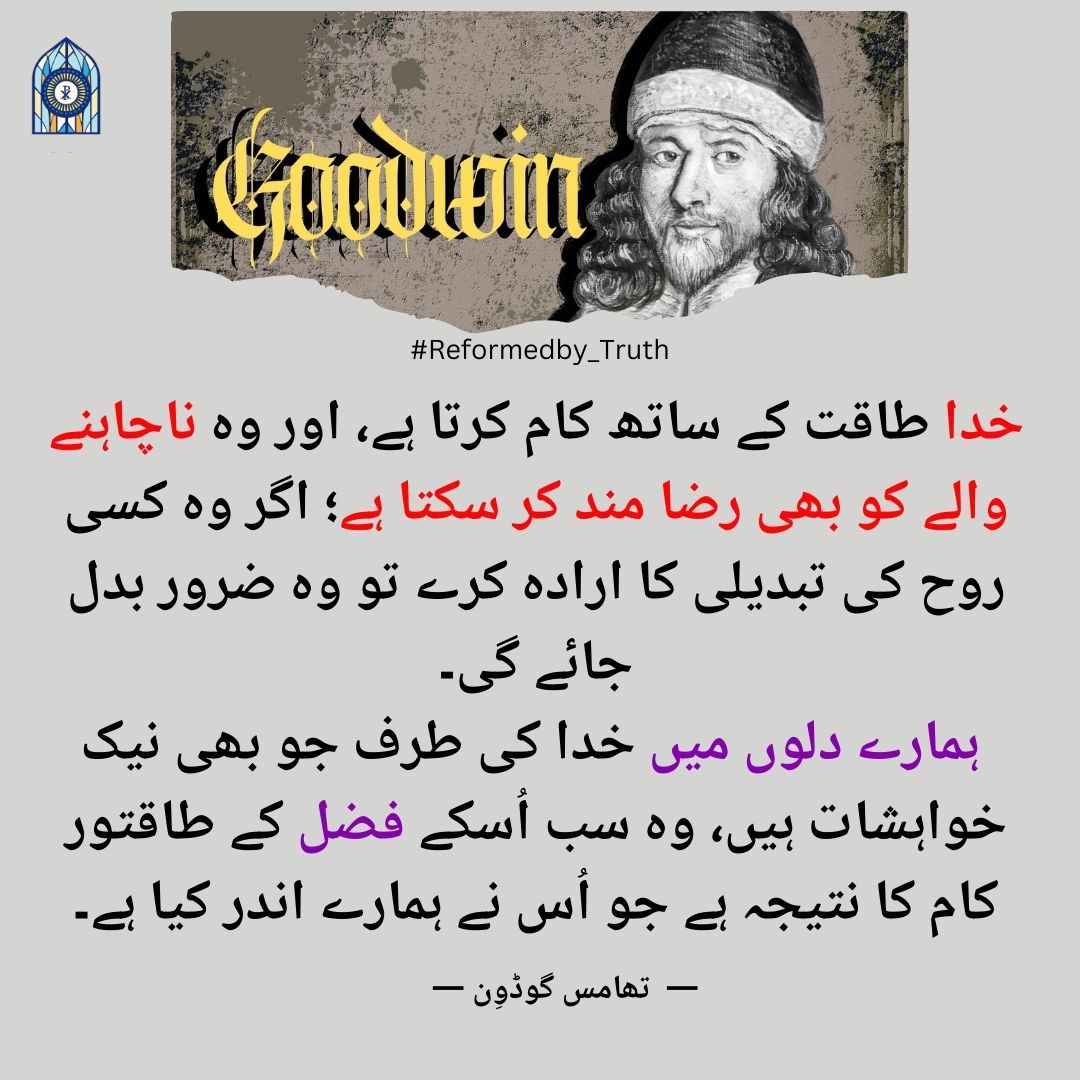 Goodwin
#Reformedby_Truth
خدا طاقت کے ساتھ کام کرتا ہے، اور وہ ناچاہنے
والے کو بھی رضا مند کر سکتا ہے؛ اگر وہ کسی
روح کی تبدیلی کا ارادہ کرے تو وہ ضرور بدل
جائے گی۔
ہمارے دلوں میں خدا کی طرف جو بھی نیک
خواہشات ہیں، وہ سب اُسکے فضل کے طاقتور
کام کا نتیجہ ہے جو اُس نے ہمارے اندر کیا ہے۔
— تھامس گوڈوِن —